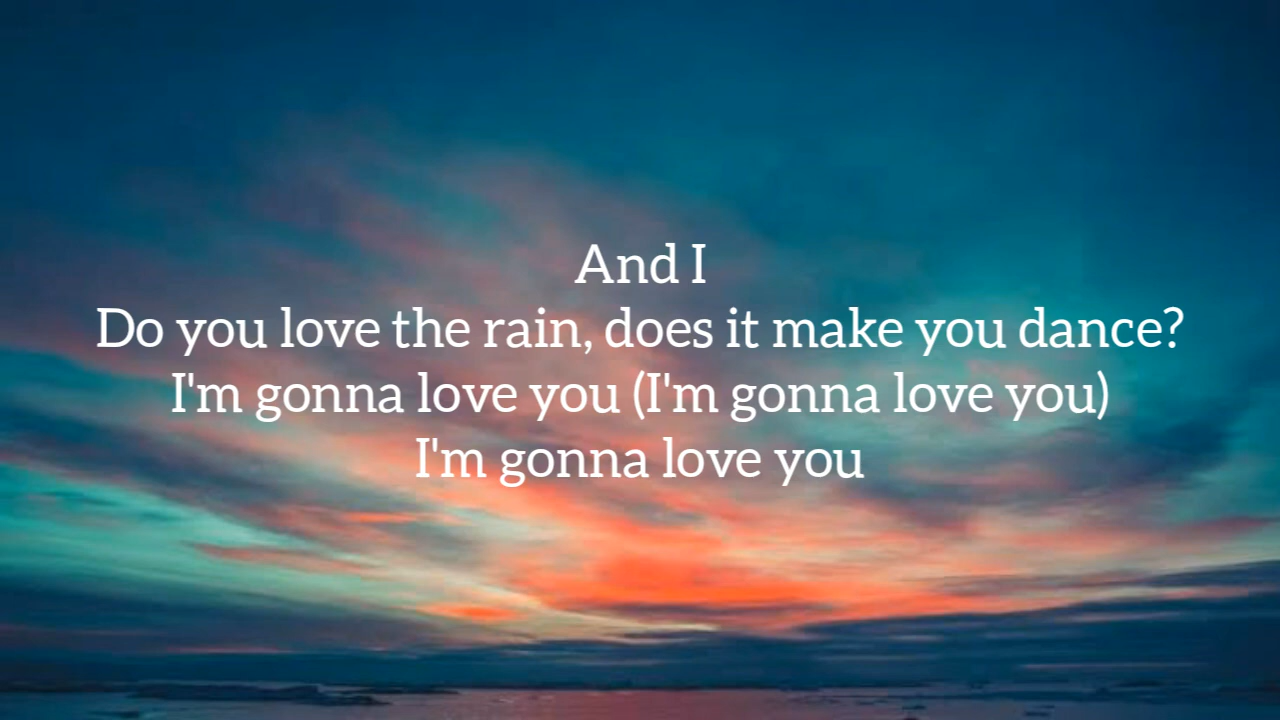 And I
Do you love the rain, does it make you dance?
I'm gonna love you (I'm gonna love you)
I'm gonna love you